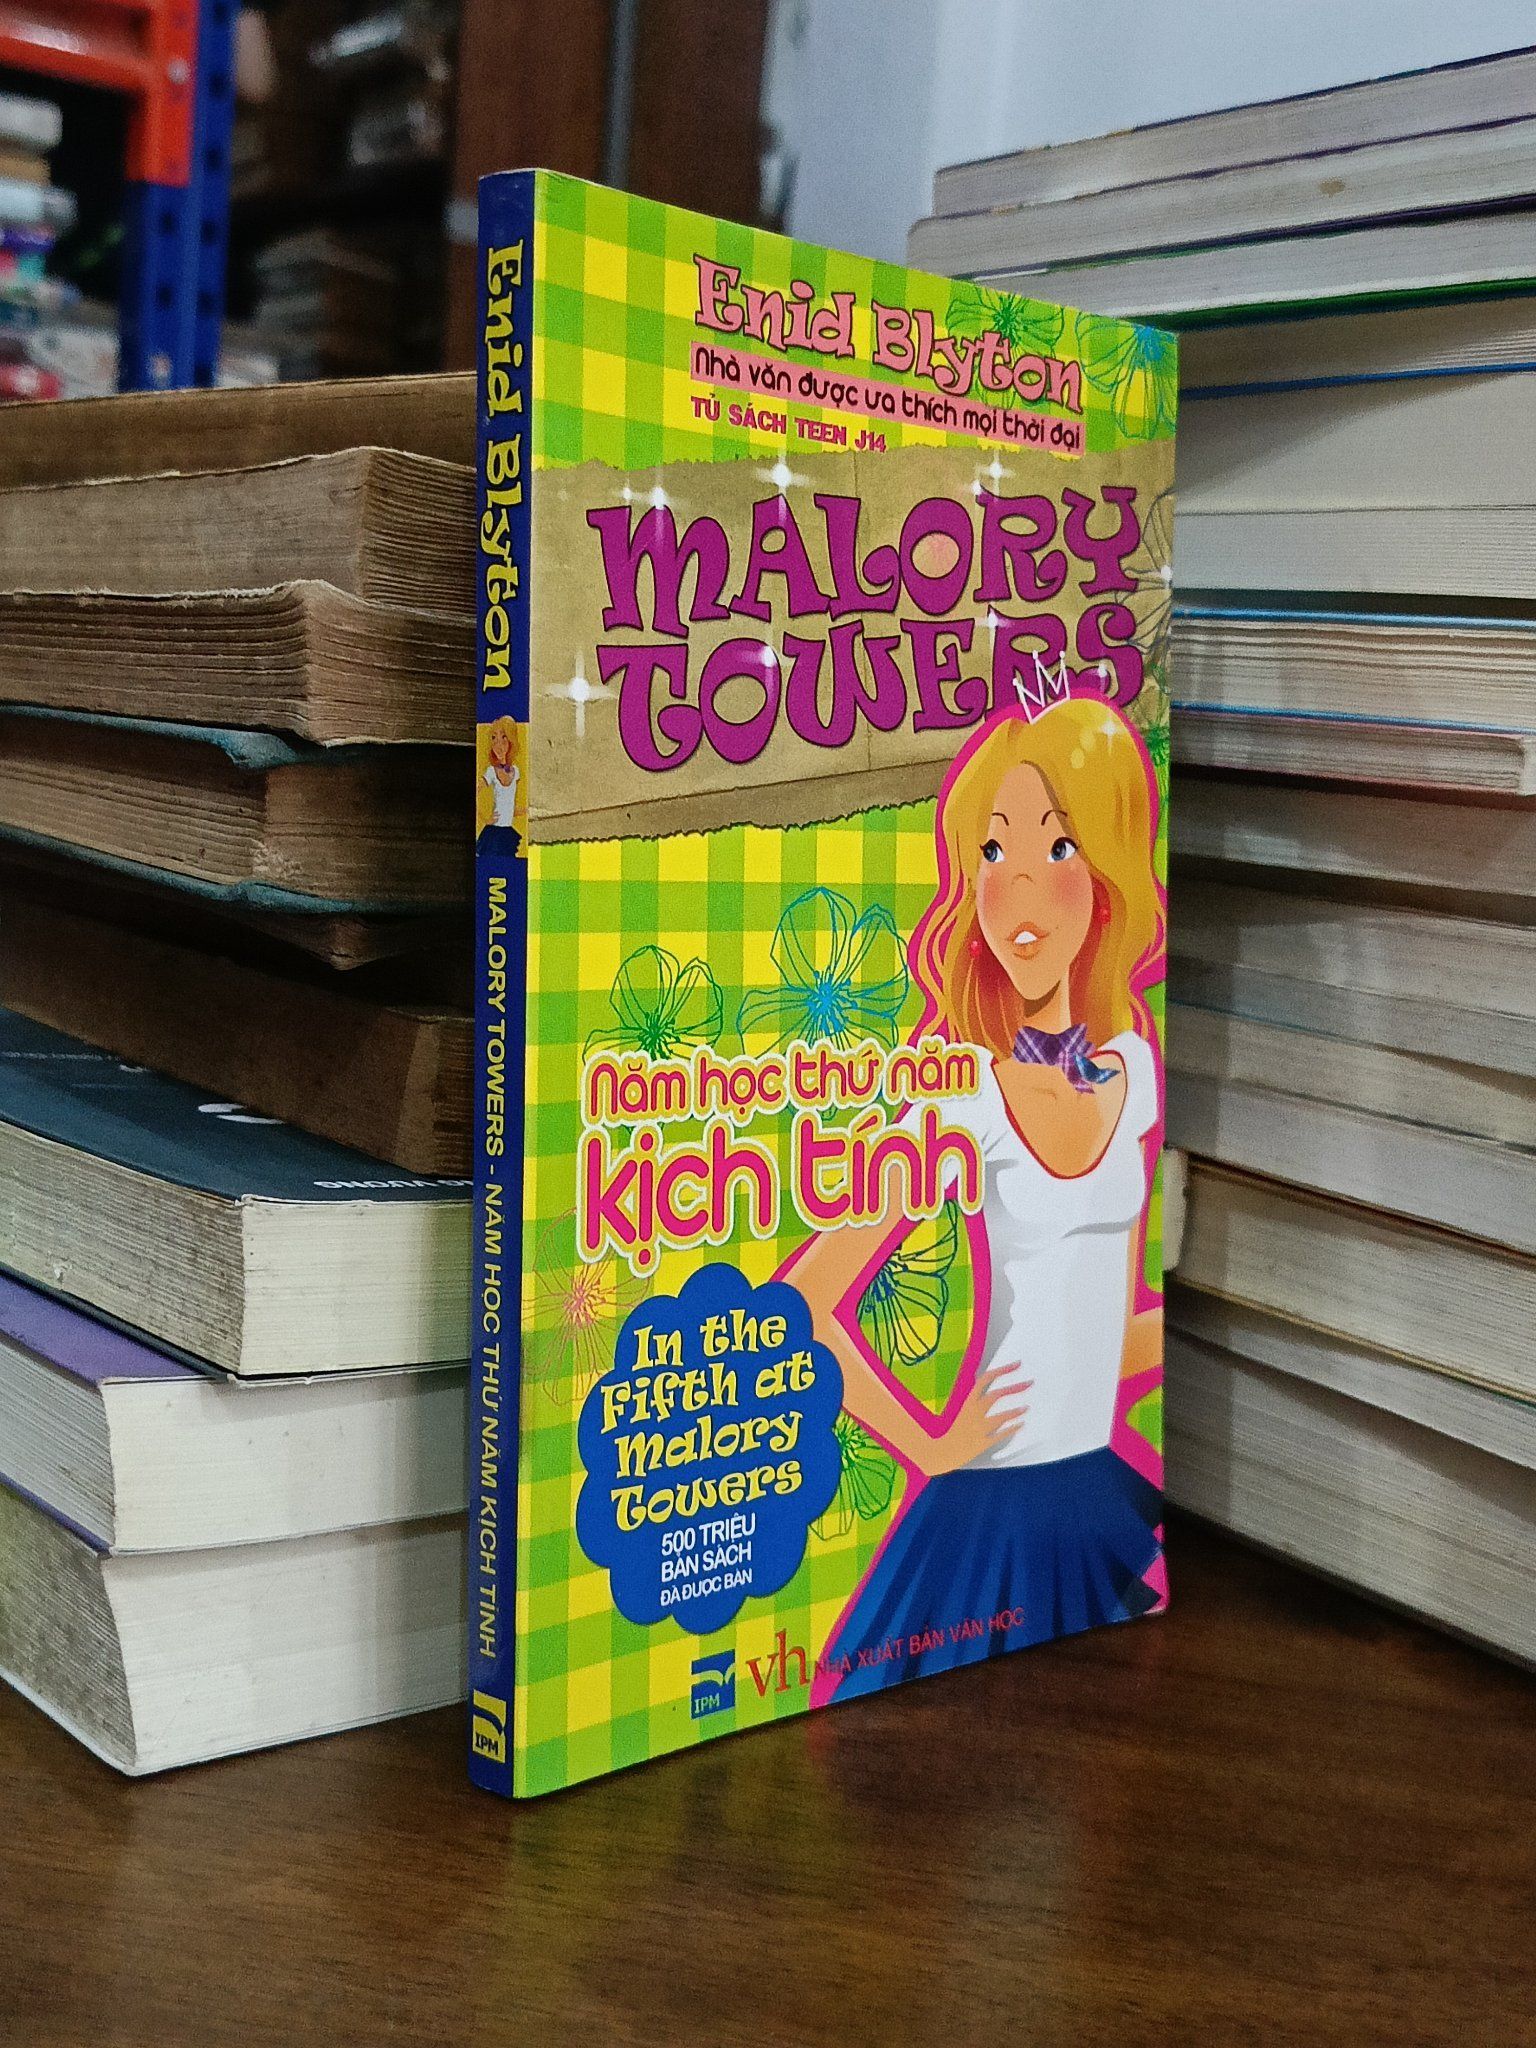 Enid Blyton
MALORY TOWERS - NĂM HỌC THỨ NĂM KỊCH TÍNH
IPM
Enid Blyton
Nhà văn được ưa thích mọi thời đại
TỦ SÁCH TEEN J14
MALORY
TOWERS
Năm học thứ năm
kịch tính
In the
Fifth at
Malory
Towers
500 TRIỆU
BẢN SÁCH
ĐÃ ĐƯỢC BÁN
IPM
vh NHÀ XUẤT BẢN VĂN HỌC